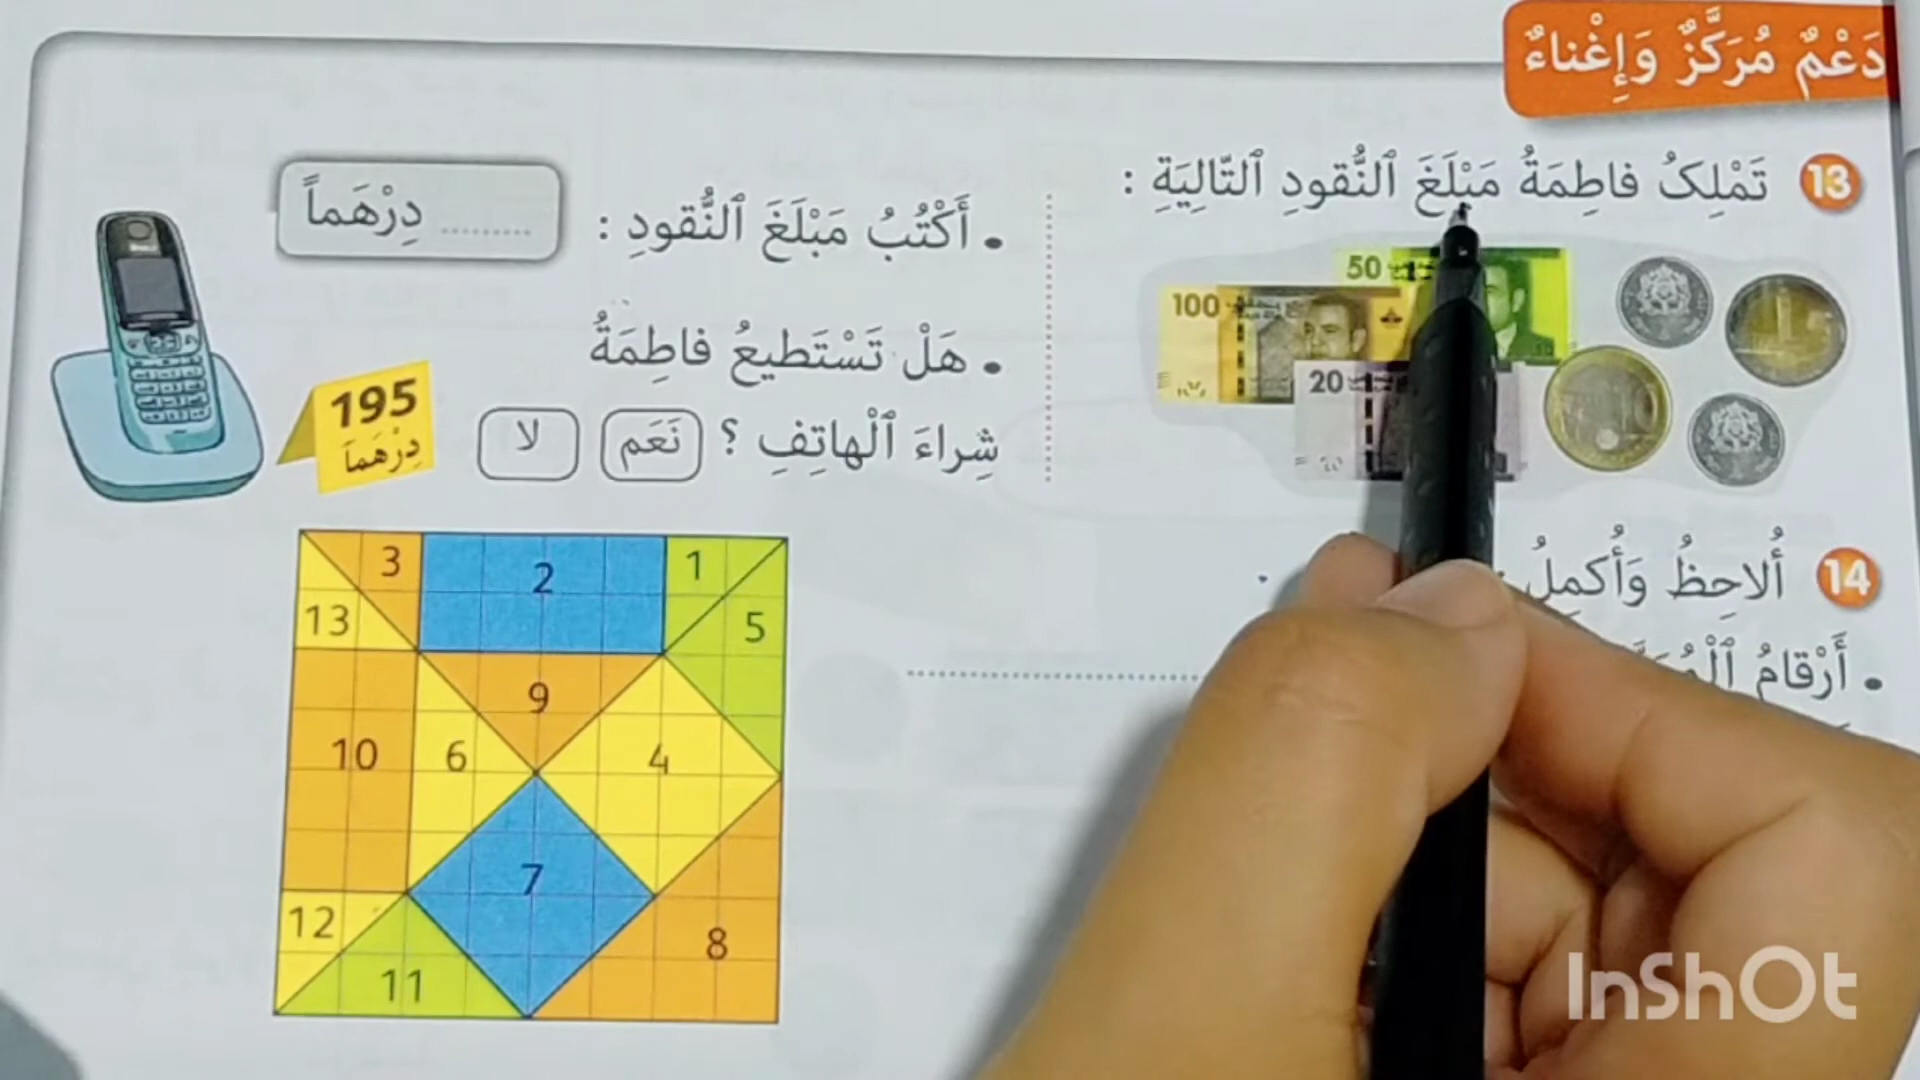 دَعْمٌ مُرَكَّزٌ وَإِغْناءٌ
13 تَمْلِكُ فاطِمَةُ مَبْلَغَ ٱلنُّقودِ ٱلتّالِيَةِ :
50
100
20
• أَكْتُبُ مَبْلَغَ ٱلنُّقودِ : ........ دِرْهَماً
• هَلْ تَسْتَطيعُ فاطِمَةُ
شِراءَ ٱلْهاتِفِ ؟ نَعَم لا
195
دِرْهَماً
14 أُلاحِظُ وَأُكْمِلُ
• أَرْقامُ
3 2 1
13 5
9
10 6 4
7
12 8
11
InShOt